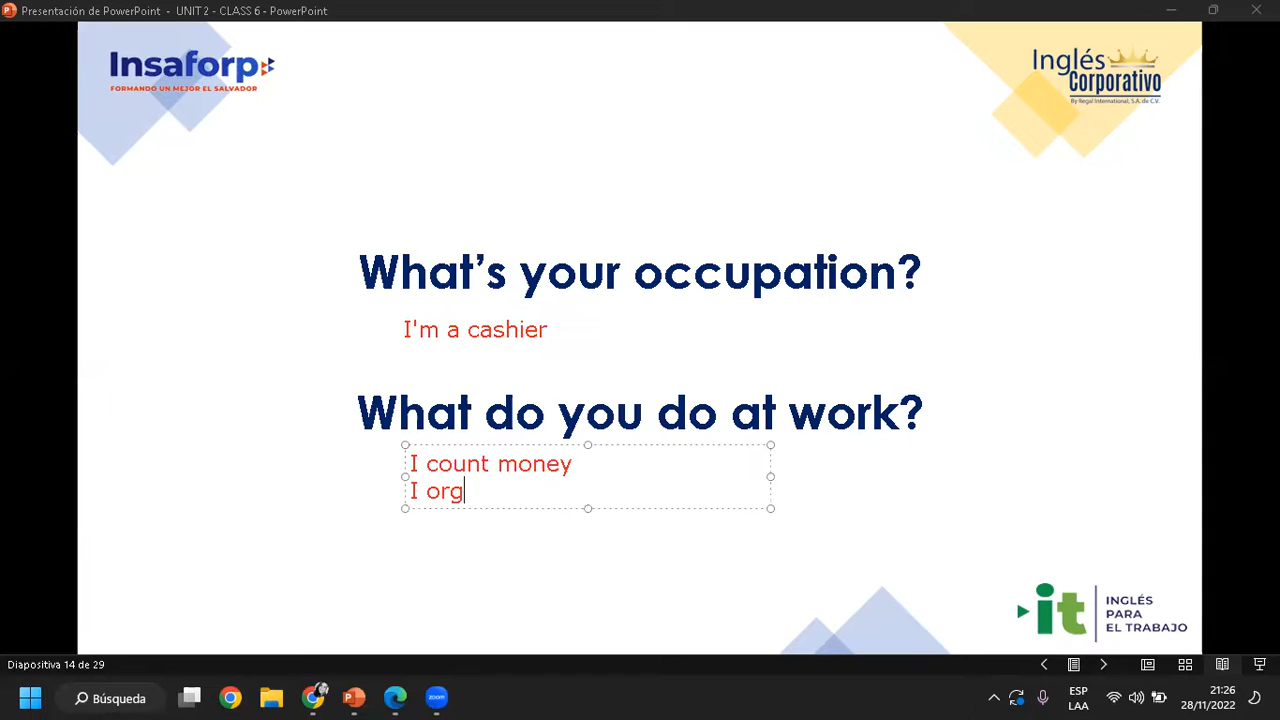 Presentación de PowerPoint - UNIT 2 - CLASS 6 - PowerPoint
Insaforp
FORMANDO UN MEJOR EL SALVADOR
Inglés
Corporativo
By Regal International, S.A. de C.V.
What's your occupation?
I'm a cashier
What do you do at work?
I count money
I org
it
INGLÉS
PARA
EL TRABAJO
Diapositiva 14 de 29
Búsqueda
zoom
ESP
LAA
21:26
28/11/2022